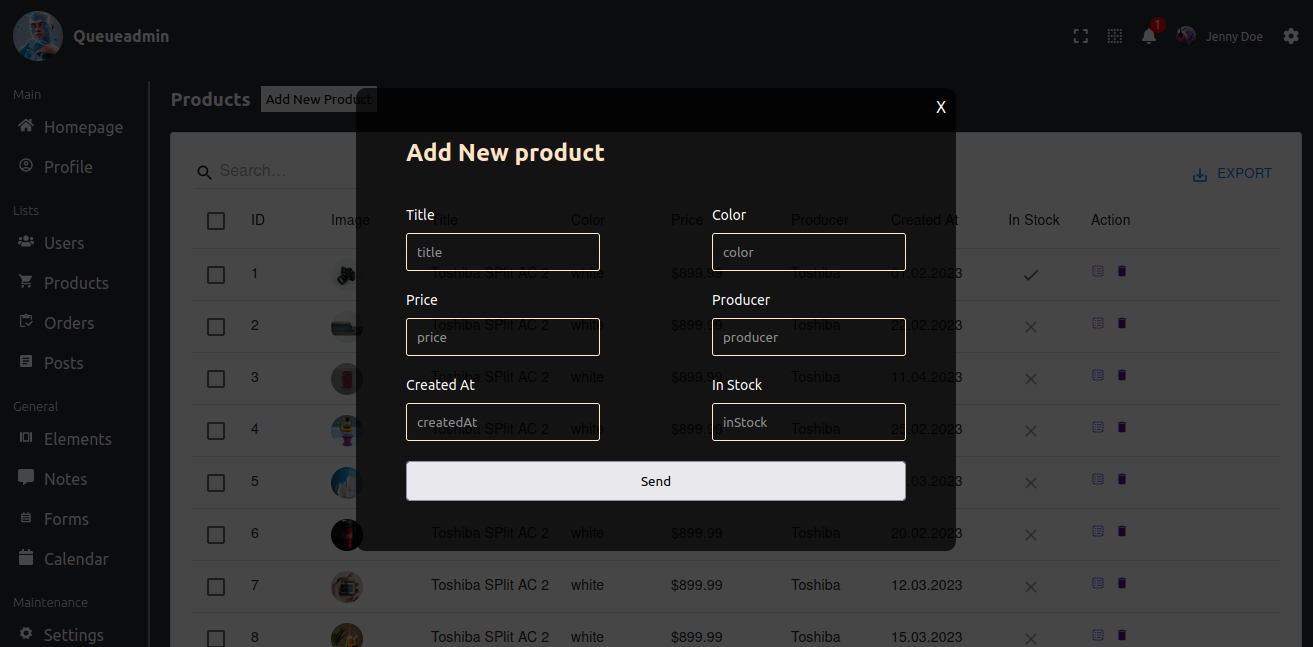 Queueadmin
1
Jenny Doe
Main
Homepage
Profile
Lists
Users
Products
Orders
Posts
General
Elements
Notes
Forms
Calendar
Maintenance
Settings
Products
Add New Product
Search…
EXPORT
ID Image Title Color Price Producer Created At In Stock Action
1 Toshiba SPlit AC 2 white $899.99 Toshiba 01.02.2023
2 Toshiba SPlit AC 2 white $899.99 Toshiba 22.02.2023
3 Toshiba SPlit AC 2 white $899.99 Toshiba 11.04.2023
4 Toshiba SPlit AC 2 white $899.99 Toshiba 25.02.2023
5 03.2023
6 Toshiba SPlit AC 2 white $899.99 Toshiba 20.02.2023
7 Toshiba SPlit AC 2 white $899.99 Toshiba 12.03.2023
8 Toshiba SPlit AC 2 white $899.99 Toshiba 15.03.2023
X
Add New product
Title
title
Color
color
Price
price
Producer
producer
Created At
createdAt
In Stock
inStock
Send